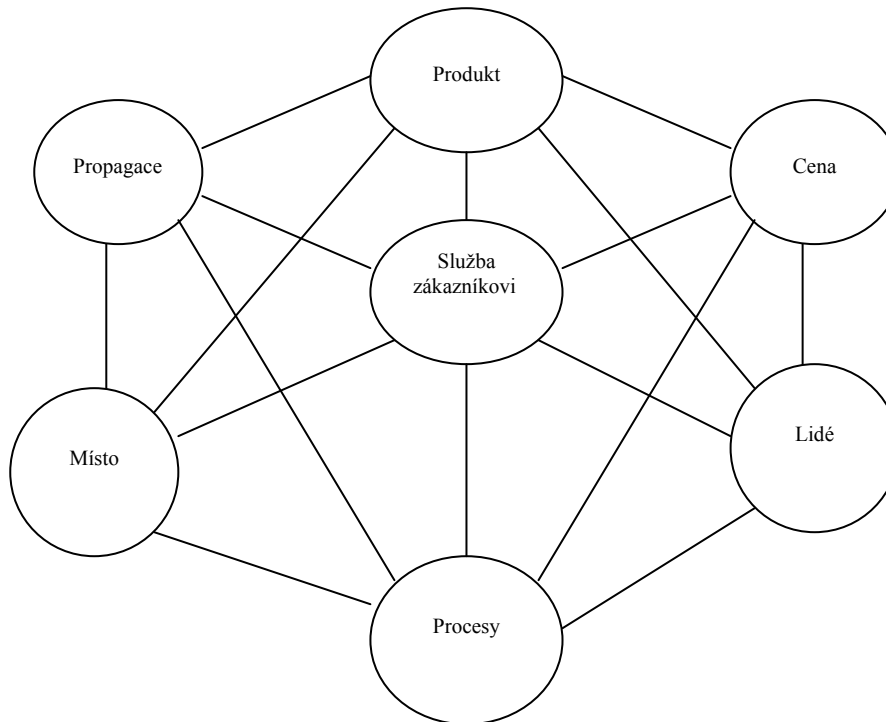 Produkt
Propagace
Cena
Služba
zákazníkovi
Místo
Lidé
Procesy